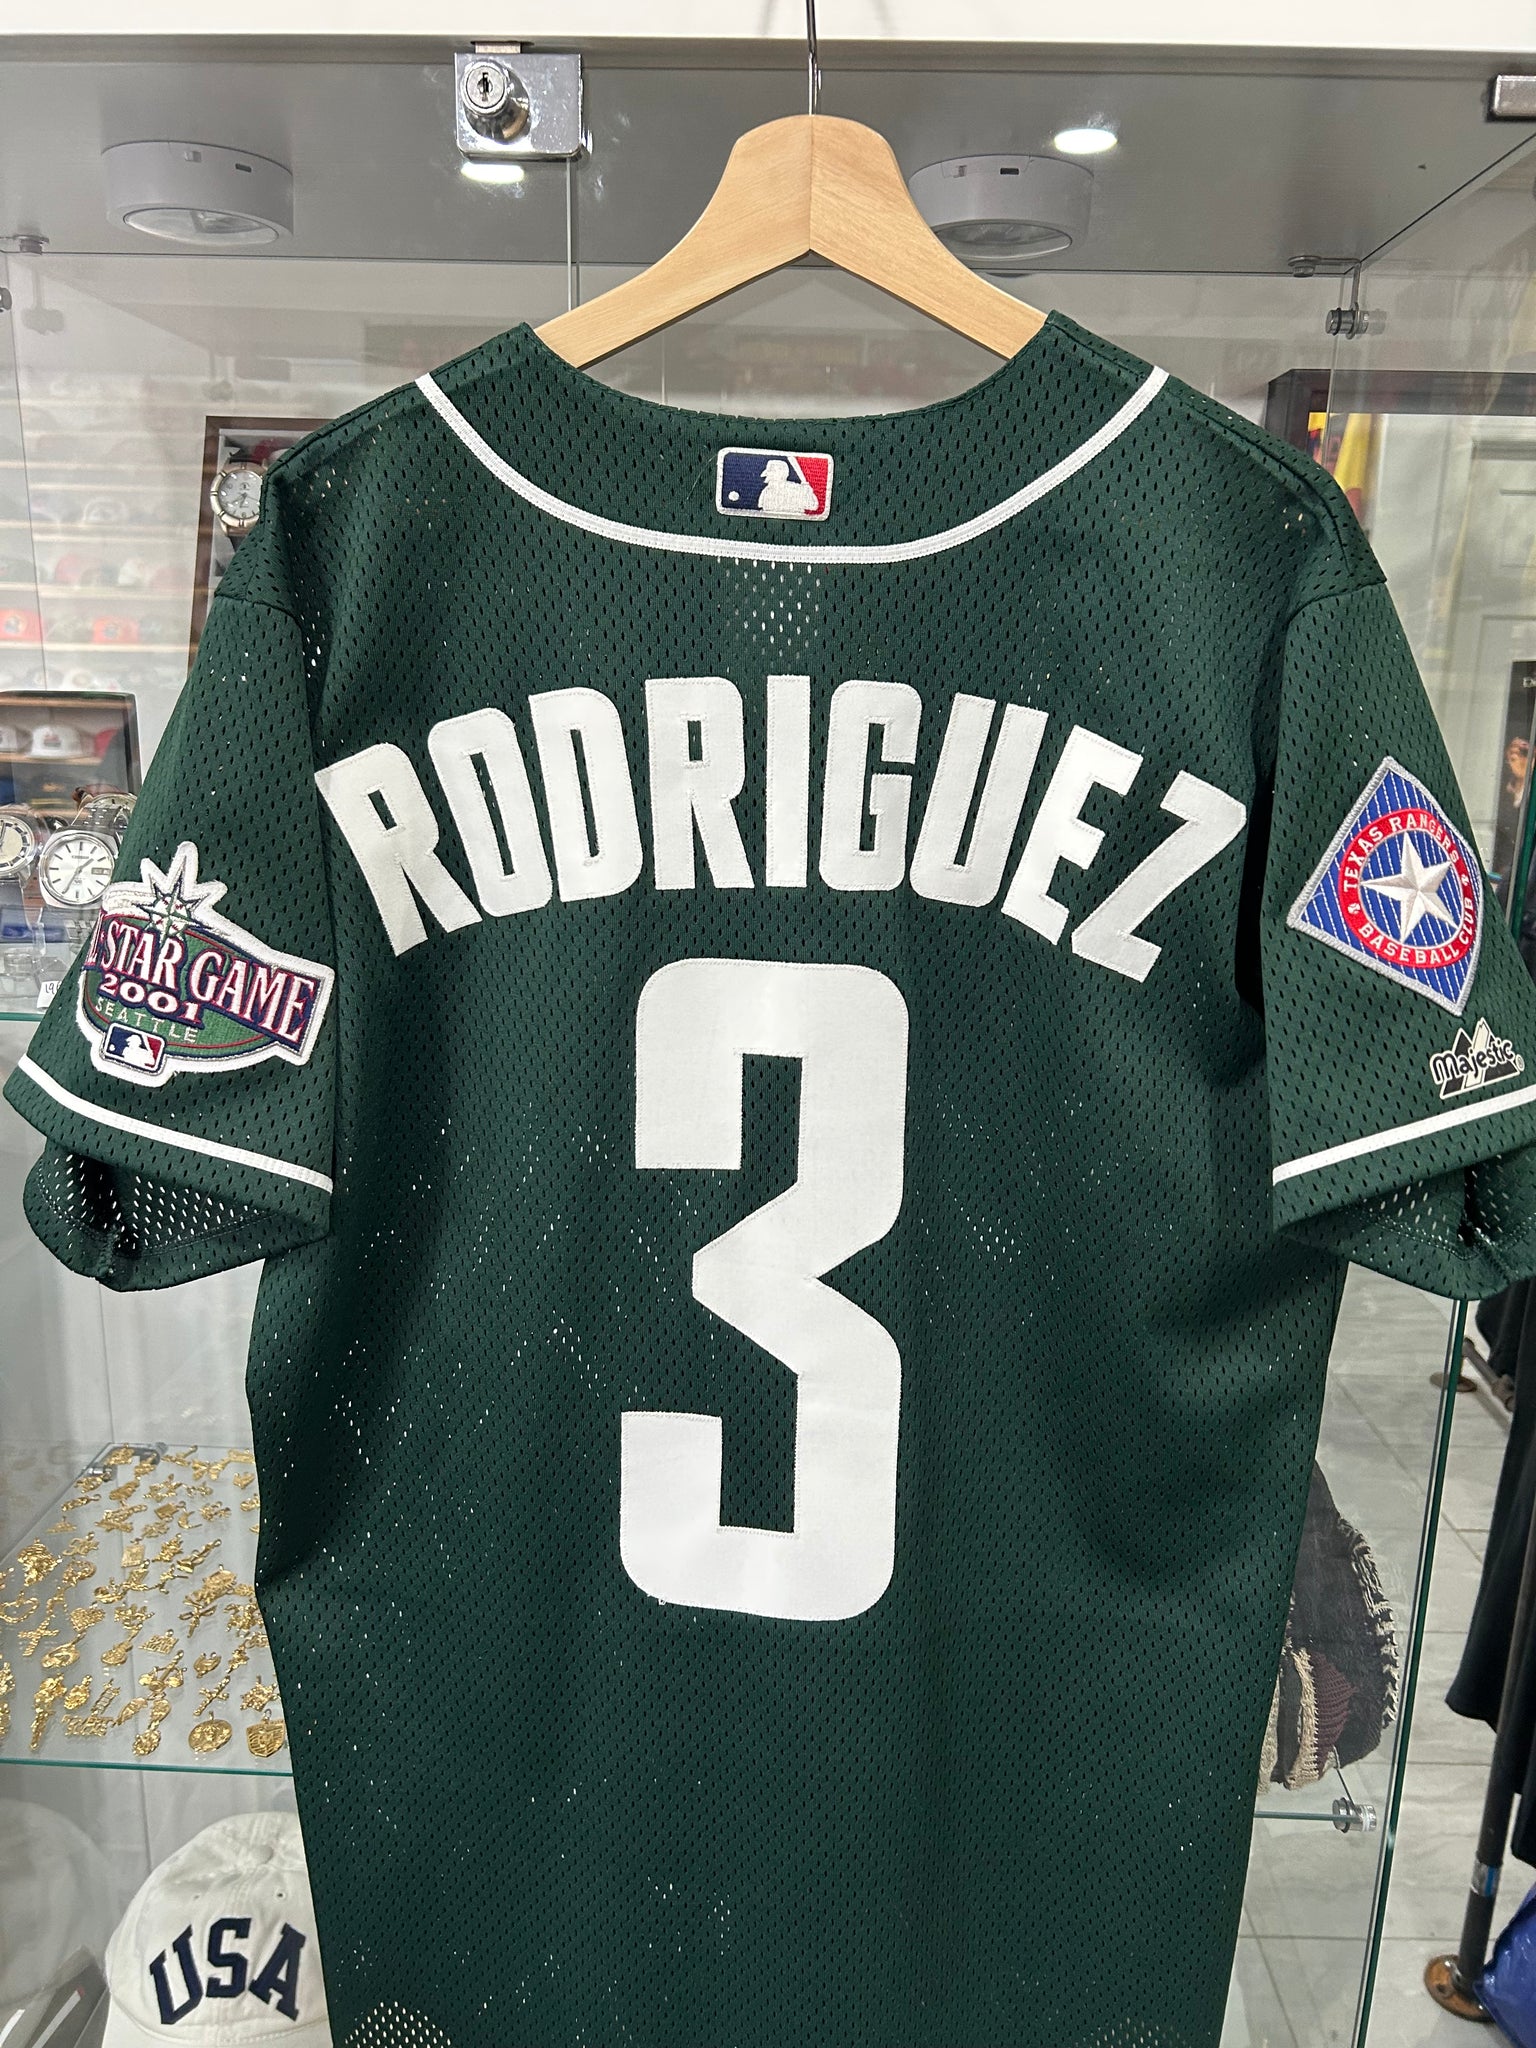 RODRIGUEZ
3
STAR GAME
2001
SEATTLE
TEXAS RANGERS
BASEBALL CLUB
Majestic
USA